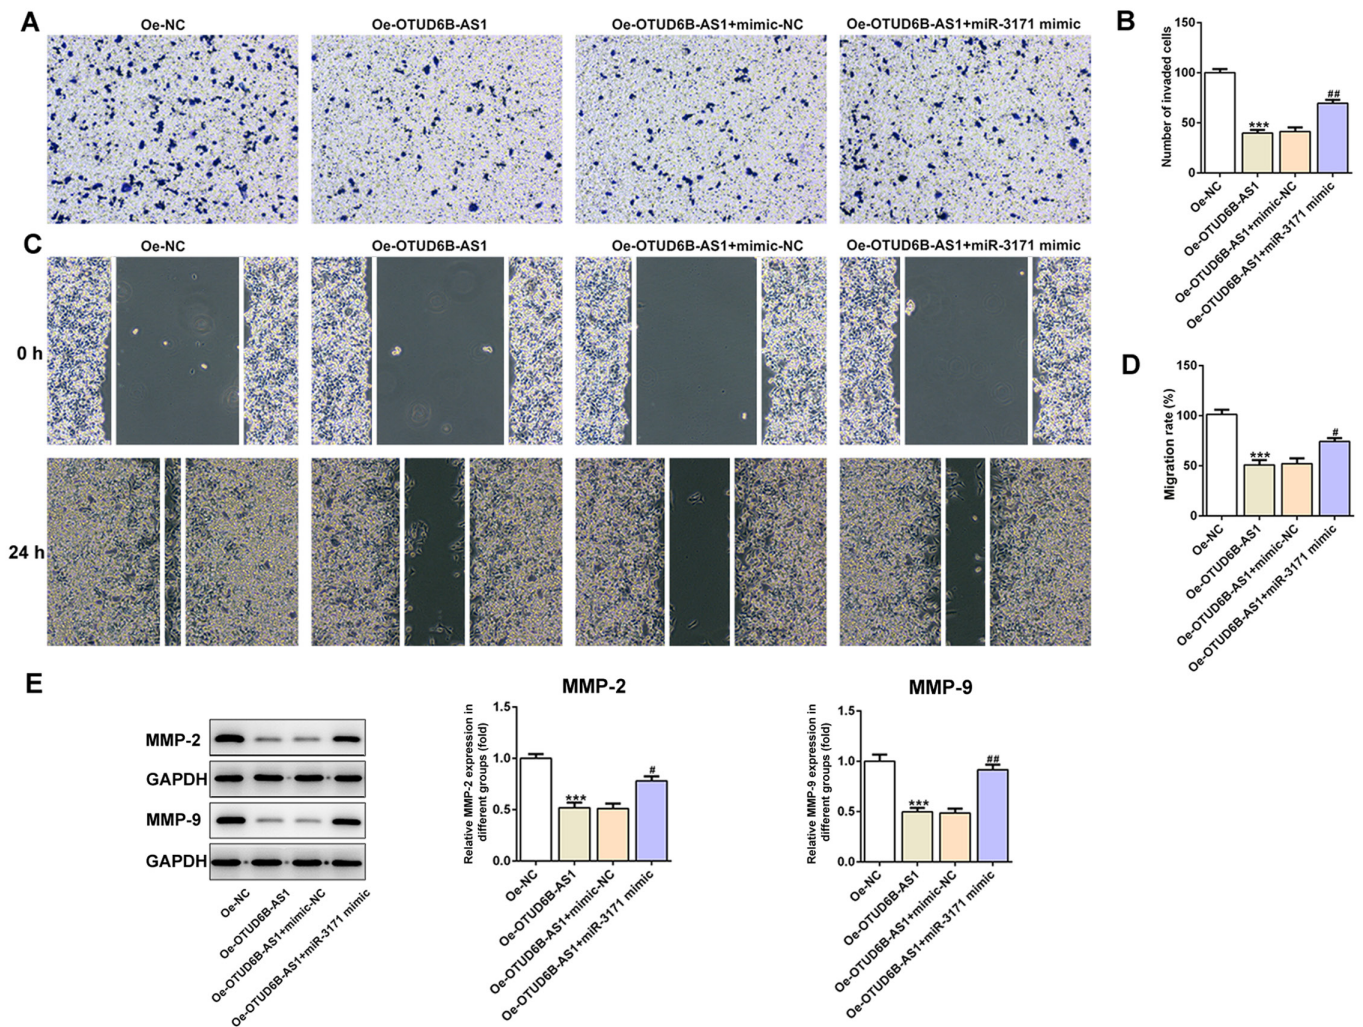 A
Oe-NC
Oe-OTUD6B-AS1
Oe-OTUD6B-AS1+mimic-NC
Oe-OTUD6B-AS1+miR-3171 mimic
B
Number of invaded cells
150
100
50
0
***
##
Oe-NC
Oe-OTUD6B-AS1
Oe-OTUD6B-AS1+mimic-NC
Oe-OTUD6B-AS1+miR-3171 mimic
C
Oe-NC
Oe-OTUD6B-AS1
Oe-OTUD6B-AS1+mimic-NC
Oe-OTUD6B-AS1+miR-3171 mimic
0 h
24 h
D
Migration rate (%)
150
100
50
0
***
#
Oe-NC
Oe-OTUD6B-AS1
Oe-OTUD6B-AS1+mimic-NC
Oe-OTUD6B-AS1+miR-3171 mimic
E
MMP-2
GAPDH
MMP-9
GAPDH
Oe-NC
Oe-OTUD6B-AS1
Oe-OTUD6B-AS1+mimic-NC
Oe-OTUD6B-AS1+miR-3171 mimic
MMP-2
Relative MMP-2 expression in
different groups (fold)
1.5
1.0
0.5
0.0
***
#
Oe-NC
Oe-OTUD6B-AS1
Oe-OTUD6B-AS1+mimic-NC
Oe-OTUD6B-AS1+miR-3171 mimic
MMP-9
Relative MMP-9 expression in
different groups (fold)
1.5
1.0
0.5
0.0
***
##
Oe-NC
Oe-OTUD6B-AS1
Oe-OTUD6B-AS1+mimic-NC
Oe-OTUD6B-AS1+miR-3171 mimic